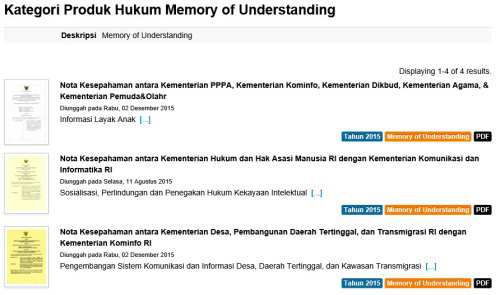 Kategori Produk Hukum Memory of Understanding
Deskripsi Memory of Understanding
Displaying 1-4 of 4 results.
Nota Kesepahaman antara Kementerian PPPA, Kementerian Kominfo, Kementerian Dikbud, Kementerian Agama, &
Kementerian Pemuda&Olahr
Diunggah pada Rabu, 02 Desember 2015
Informasi Layak Anak [...]
Tahun 2015 Memory of Understanding PDF
Nota Kesepahaman antara Kementerian Hukum dan Hak Asasi Manusia RI dengan Kementerian Komunikasi dan
Informatika RI
Diunggah pada Selasa, 11 Agustus 2015
Sosialisasi, Perlindungan dan Penegakan Hukum Kekayaan Intelektual [...]
Tahun 2015 Memory of Understanding PDF
Nota Kesepahaman antara Kementerian Desa, Pembangunan Daerah Tertinggal, dan Transmigrasi RI dengan
Kementerian Kominfo RI
Diunggah pada Rabu, 02 Desember 2015
Pengembangan Sistem Komunikasi dan Informasi Desa, Daerah Tertinggal, dan Kawasan Transmigrasi [...]
Tahun 2015 Memory of Understanding PDF